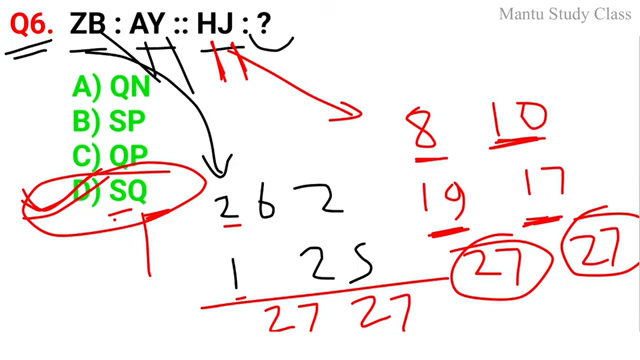 Mantu Study Class
Q6. ZB : AY :: HJ : ?
A) QN
B) SP
C) QP
D) SQ
8 10
19 17
27 27
26 2
1 25
27 27